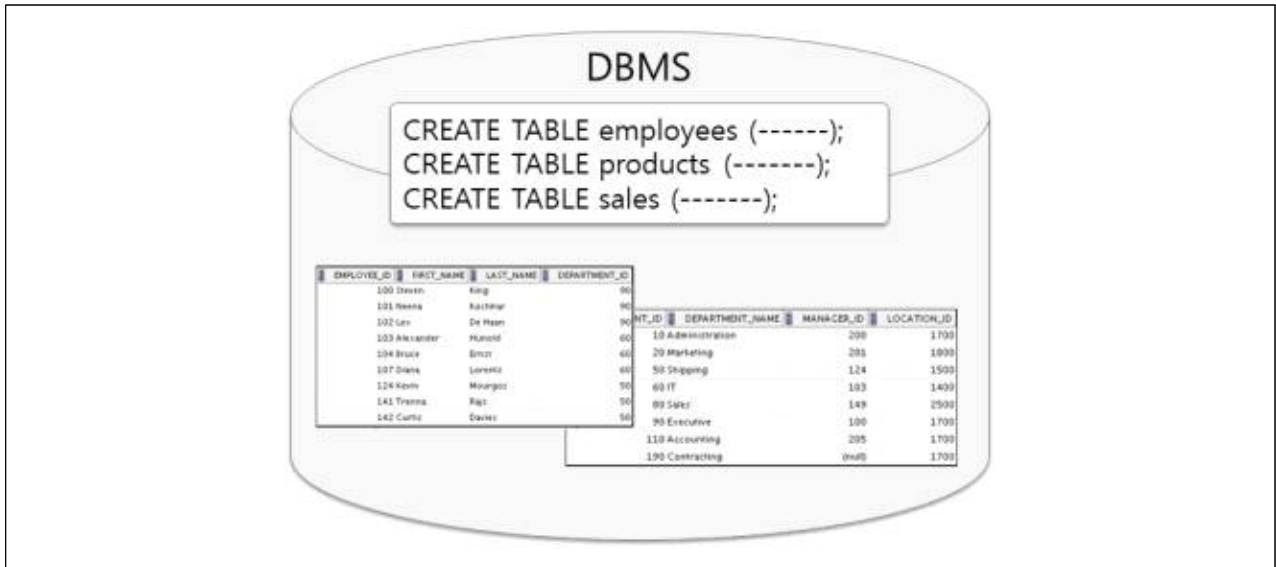 DBMS
CREATE TABLE employees (------);
CREATE TABLE products (-------);
CREATE TABLE sales (-------);
EMPLOYEE_ID FIRST_NAME LAST_NAME DEPARTMENT_ID
100 Steven King 90
101 Neena Kochhar 90
102 Lex De Haan 90
103 Alexander Hunold 60
104 Bruce Ernst 60
107 Diana Lorentz 60
124 Kevin Mourgos 50
141 Trenna Rajs 50
142 Curtis Davies 50
NT_ID DEPARTMENT_NAME MANAGER_ID LOCATION_ID
10 Administration 200 1700
20 Marketing 201 1800
50 Shipping 124 1500
60 IT 103 1400
80 Sales 149 2500
90 Executive 100 1700
110 Accounting 205 1700
190 Contracting (null) 1700